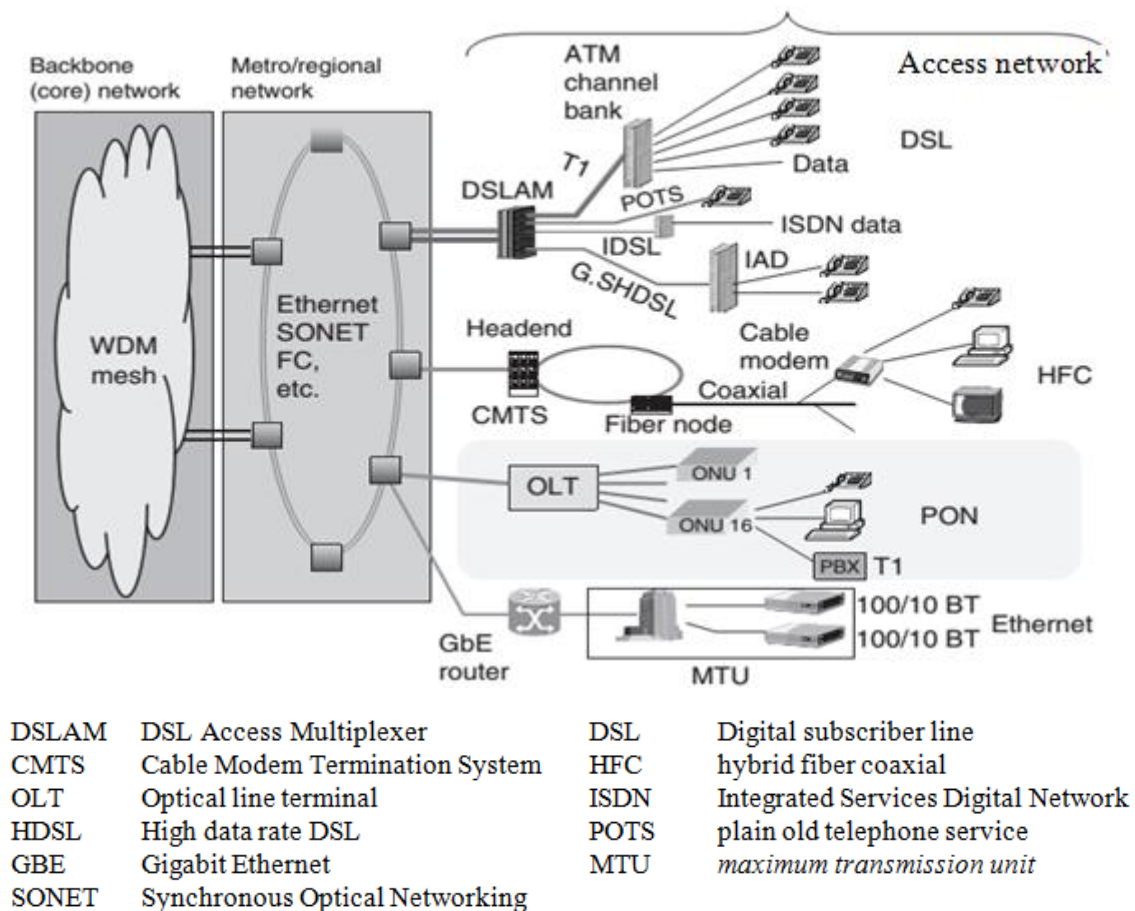 Backbone
(core) network
Metro/regional
network
ATM
channel
bank
Access network
DSL
Data
T1
DSLAM
POTS
ISDN data
IDSL
IAD
G.SHDSL
WDM
mesh
Ethernet
SONET
FC,
etc.
Headend
Cable
modem
HFC
Coaxial
CMTS
Fiber node
OLT
ONU 1
ONU 16
PON
PBX T1
100/10 BT
Ethernet
100/10 BT
GbE
router
MTU
DSLAM DSL Access Multiplexer
CMTS Cable Modem Termination System
OLT Optical line terminal
HDSL High data rate DSL
GBE Gigabit Ethernet
SONET Synchronous Optical Networking
DSL Digital subscriber line
HFC hybrid fiber coaxial
ISDN Integrated Services Digital Network
POTS plain old telephone service
MTU maximum transmission unit